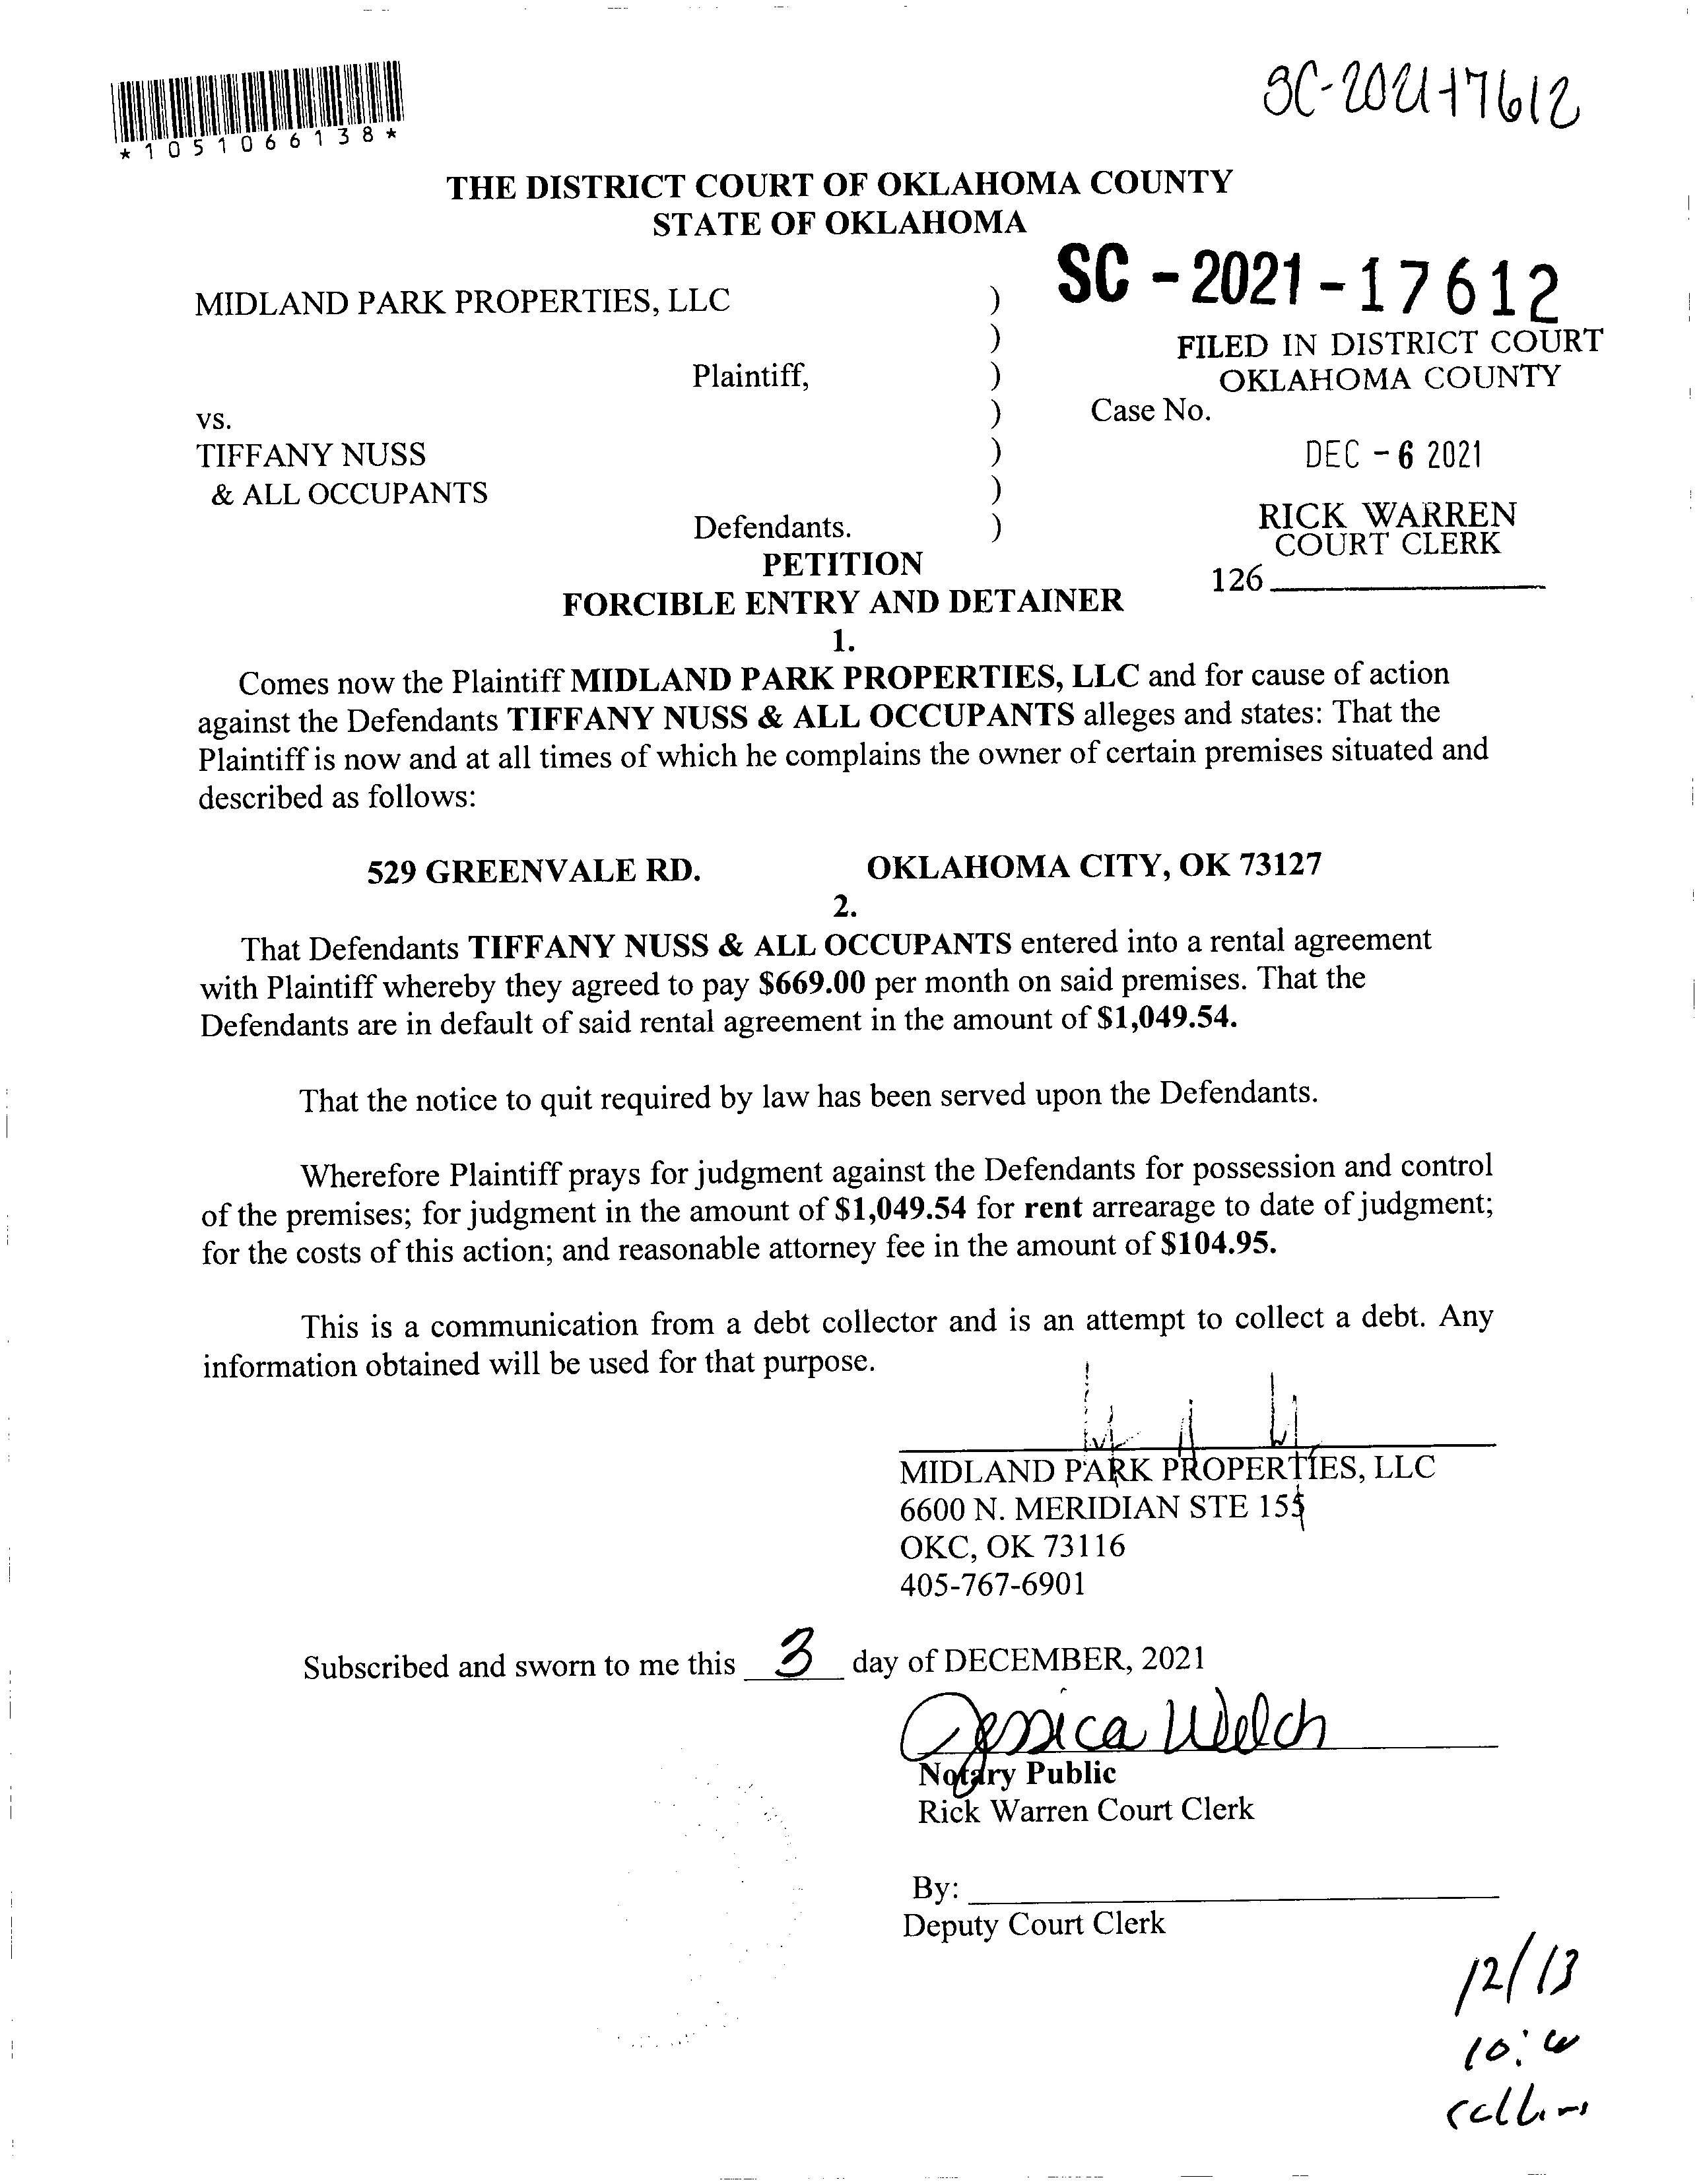 *1051066138*
SC-2021-17612
THE DISTRICT COURT OF OKLAHOMA COUNTY
STATE OF OKLAHOMA
SC - 2021 - 17612
MIDLAND PARK PROPERTIES, LLC )
)
FILED IN DISTRICT COURT
Plaintiff, )
OKLAHOMA COUNTY
vs. ) Case No.
TIFFANY NUSS )
DEC - 6 2021
& ALL OCCUPANTS )
Defendants. )
RICK WARREN
COURT CLERK
126
PETITION
FORCIBLE ENTRY AND DETAINER
1.
Comes now the Plaintiff MIDLAND PARK PROPERTIES, LLC and for cause of action
against the Defendants TIFFANY NUSS & ALL OCCUPANTS alleges and states: That the
Plaintiff is now and at all times of which he complains the owner of certain premises situated and
described as follows:
529 GREENVALE RD. OKLAHOMA CITY, OK 73127
2.
That Defendants TIFFANY NUSS & ALL OCCUPANTS entered into a rental agreement
with Plaintiff whereby they agreed to pay $669.00 per month on said premises. That the
Defendants are in default of said rental agreement in the amount of $1,049.54.
That the notice to quit required by law has been served upon the Defendants.
Wherefore Plaintiff prays for judgment against the Defendants for possession and control
of the premises; for judgment in the amount of $1,049.54 for rent arrearage to date of judgment;
for the costs of this action; and reasonable attorney fee in the amount of $104.95.
This is a communication from a debt collector and is an attempt to collect a debt. Any
information obtained will be used for that purpose.
MIDLAND PARK PROPERTIES, LLC
6600 N. MERIDIAN STE 155
OKC, OK 73116
405-767-6901
Subscribed and sworn to me this 3 day of DECEMBER, 2021
Jessica Welch
Notary Public
Rick Warren Court Clerk
By:
Deputy Court Clerk
12/13